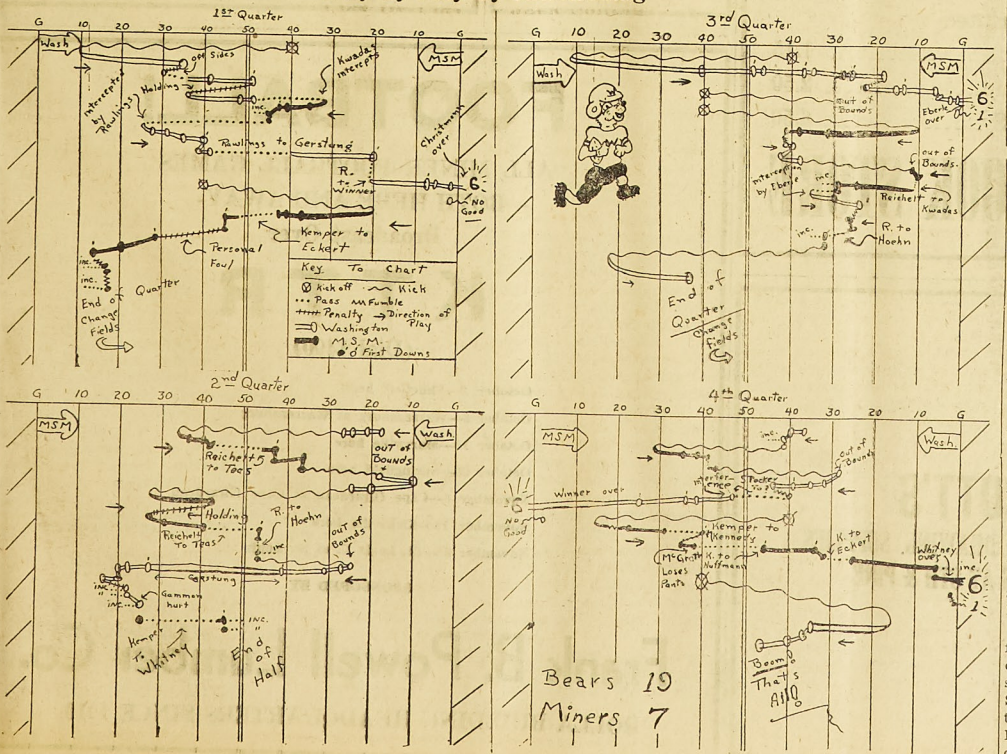 1st Quarter
G 10 20 30 40 50 40 30 20 10 G
Wash
MSM
off Sides
Holding
Kwadas
Intercepts
inc.
Intercepted
by
Rawlings
Rawlings to Gerstung
Christmann
over
R.
to
Winner
6
No
Good
Kemper to
Eckert
Personal
Foul
inc.
inc.
End of Quarter
Change
Fields
Key To Chart
Kick off Kick
Pass Fumble
Penalty Direction of
Play
Washington
M.S.M.
First Downs
3rd Quarter
G 10 20 30 40 50 40 30 20 10 G
Wash
MSM
out of
Bounds
Eberle
over
6
1
out of
Bounds.
interception
by Eberle
inc.
Reichelt to
Kwadas
inc.
R. to
Hoehn
End of
Quarter
Change
Fields
2nd Quarter
G 10 20 30 40 50 40 30 20 10 G
MSM
Wash.
Reichelt
to Teas
5
ouT of
BounDs
Holding
Reichelt
To Teas
R. to
Hoehn
inc
ouT of
Bounds
Gerstung
inc.
"
inc.
Gammon
hurt
Kemper
To
Whitney
INC.
"
End
of
Half
4th Quarter
G 10 20 30 40 50 40 30 20 10 G
MSM
Wash.
inc.
out of
Bounds
Winner over
6
No
Good
Kemper to
Kennedy
McGrath
Loses
Pants
K. to
Huffman
K. to
Eckert
Whitney
over
inc.
6
1
Boom!
That's
All!!
Bears 19
Miners 7